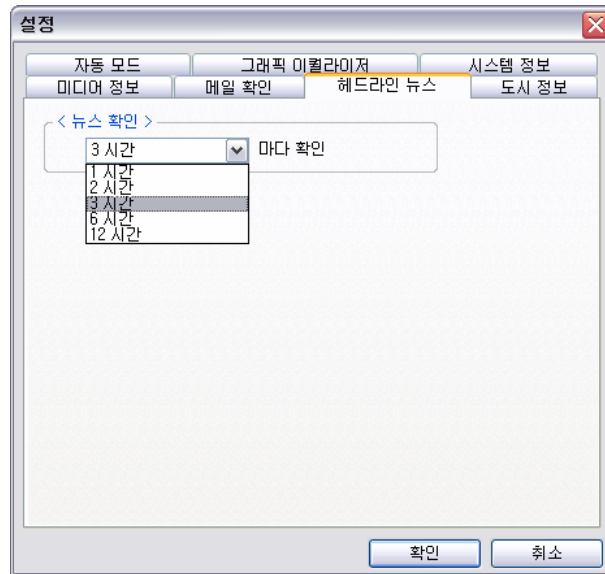 설정
자동 모드 그래픽 이퀄라이저 시스템 정보
미디어 정보 메일 확인 헤드라인 뉴스 도시 정보
< 뉴스 확인 >
3 시간 마다 확인
1 시간
2 시간
3 시간
6 시간
12 시간
확인 취소